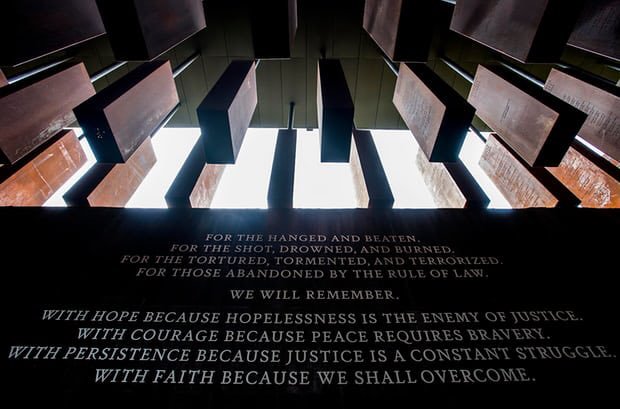 FOR THE HANGED AND BEATEN.
FOR THE SHOT, DROWNED, AND BURNED.
FOR THE TORTURED, TORMENTED, AND TERRORIZED.
FOR THOSE ABANDONED BY THE RULE OF LAW.
WE WILL REMEMBER.
WITH HOPE BECAUSE HOPELESSNESS IS THE ENEMY OF JUSTICE.
WITH COURAGE BECAUSE PEACE REQUIRES BRAVERY.
WITH PERSISTENCE BECAUSE JUSTICE IS A CONSTANT STRUGGLE.
WITH FAITH BECAUSE WE SHALL OVERCOME.